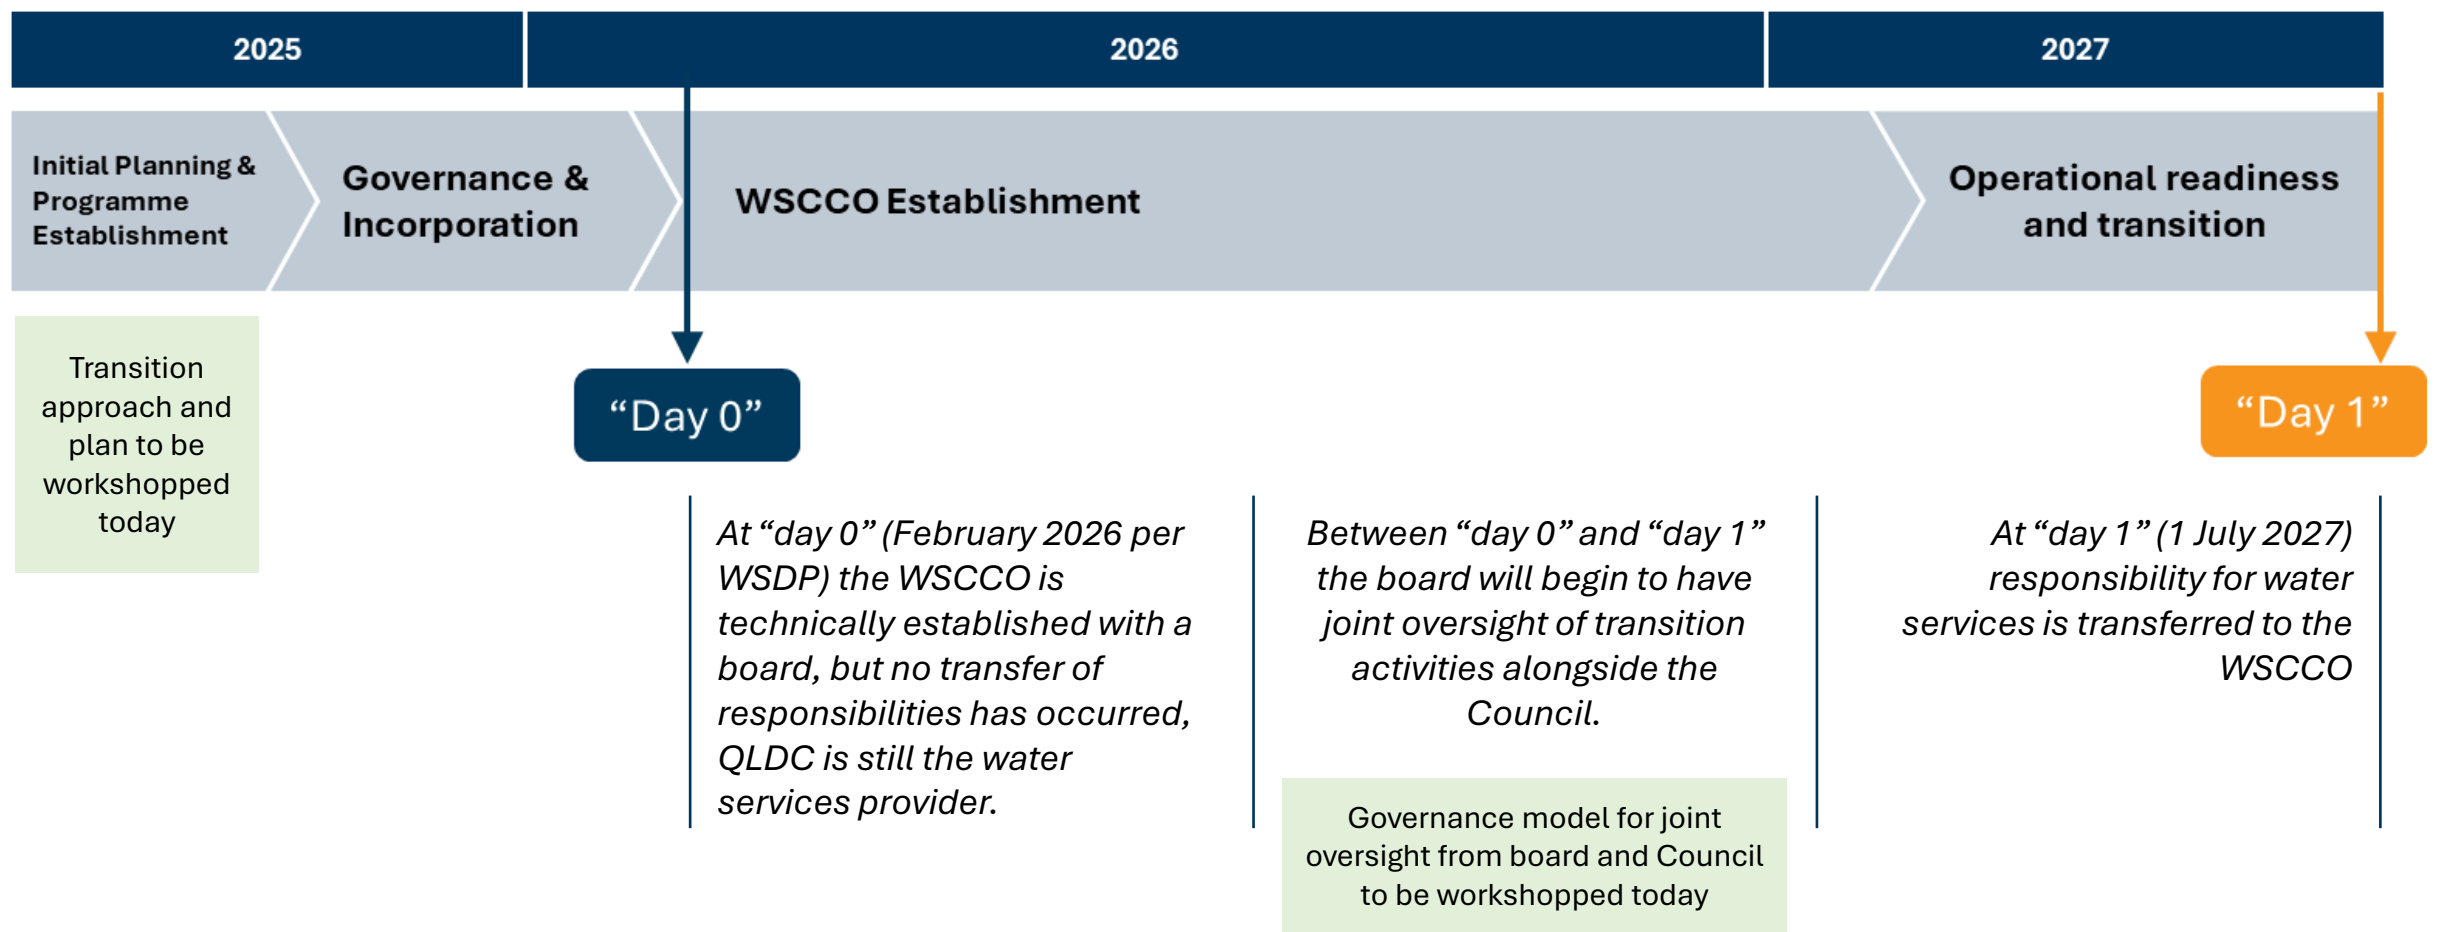 2025
2026
2027
Initial Planning &
Programme
Establishment
Governance &
Incorporation
WSCCO Establishment
Operational readiness
and transition
Transition
approach and
plan to be
workshopped
today
“Day 0”
“Day 1”
At “day 0” (February 2026 per
WSDP) the WSCCO is
technically established with a
board, but no transfer of
responsibilities has occurred,
QLDC is still the water
services provider.
Between “day 0” and “day 1”
the board will begin to have
joint oversight of transition
activities alongside the
Council.
Governance model for joint
oversight from board and Council
to be workshopped today
At “day 1” (1 July 2027)
responsibility for water
services is transferred to the
WSCCO